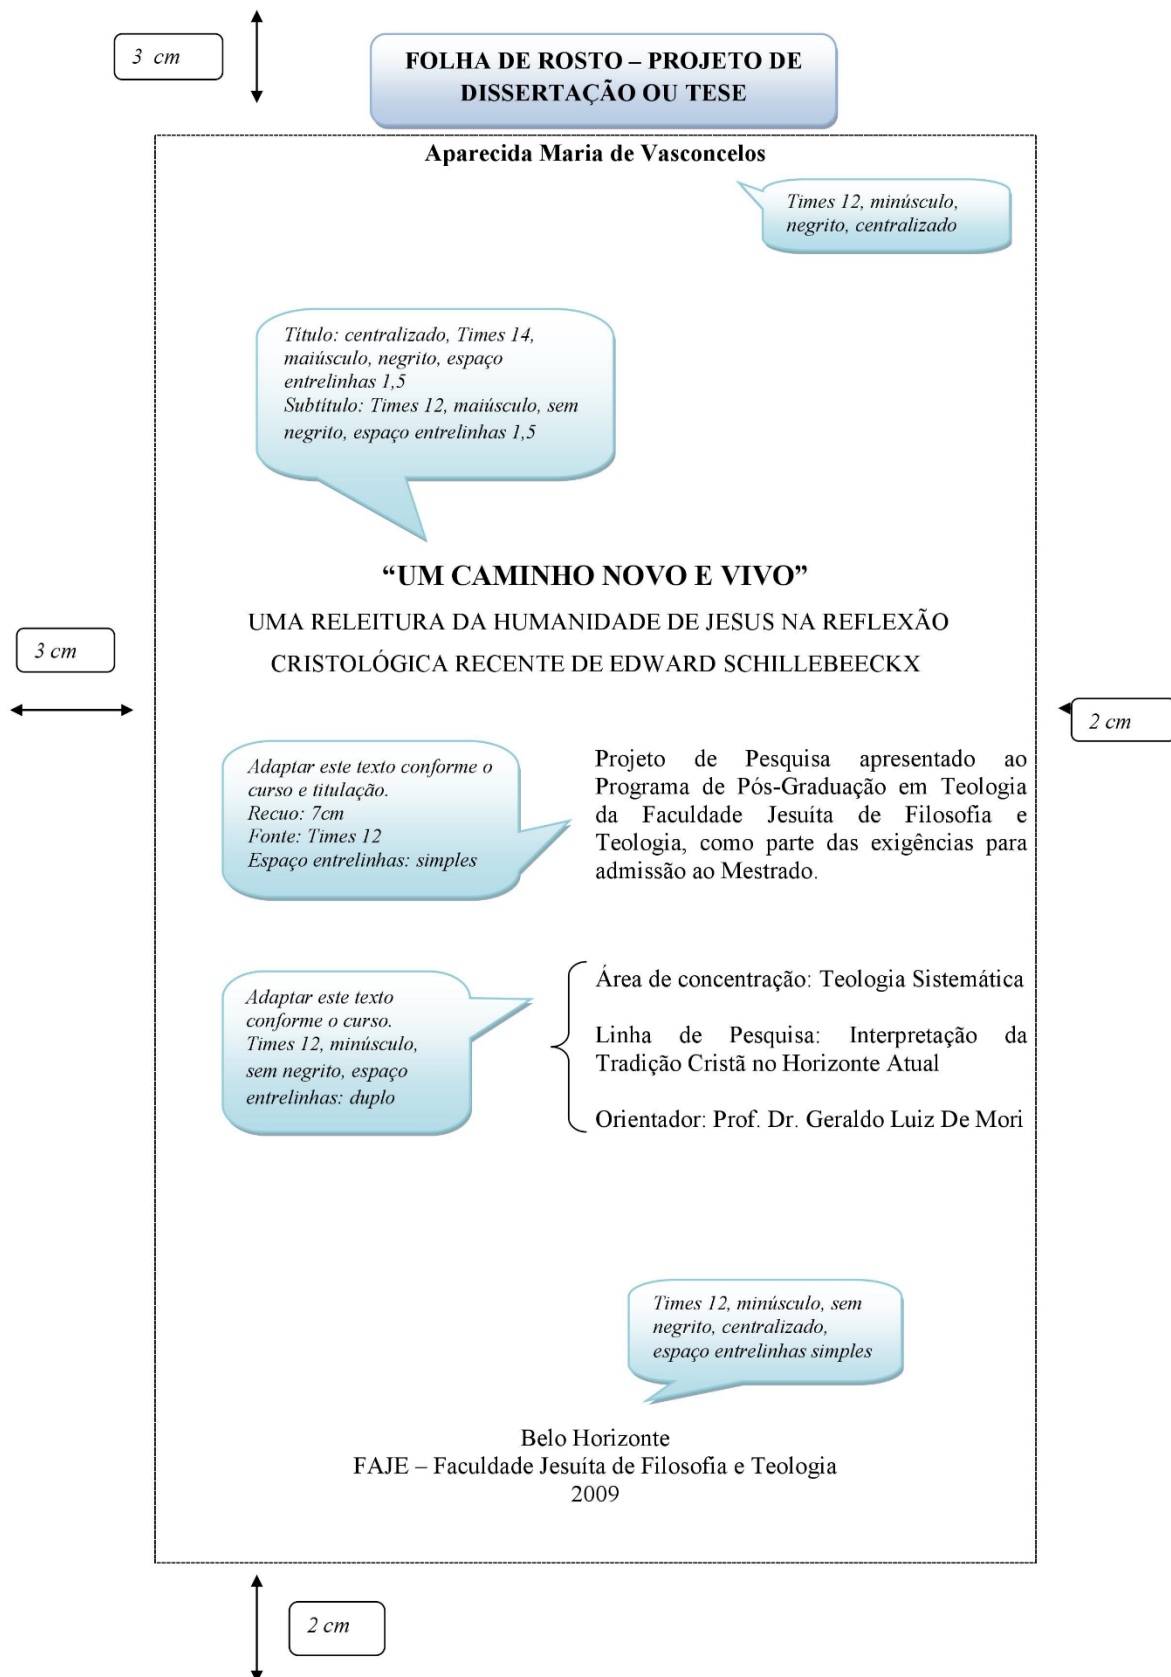 3 cm
FOLHA DE ROSTO – PROJETO DE
DISSERTAÇÃO OU TESE
Aparecida Maria de Vasconcelos
Times 12, minúsculo,
negrito, centralizado
Título: centralizado, Times 14,
maiúsculo, negrito, espaço
entrelinhas 1,5
Subtítulo: Times 12, maiúsculo, sem
negrito, espaço entrelinhas 1,5
“UM CAMINHO NOVO E VIVO”
UMA RELEITURA DA HUMANIDADE DE JESUS NA REFLEXÃO
CRISTOLÓGICA RECENTE DE EDWARD SCHILLEBEECKX
3 cm
2 cm
Adaptar este texto conforme o
curso e titulação.
Recuo: 7cm
Fonte: Times 12
Espaço entrelinhas: simples
Projeto de Pesquisa apresentado ao
Programa de Pós-Graduação em Teologia
da Faculdade Jesuíta de Filosofia e
Teologia, como parte das exigências para
admissão ao Mestrado.
Adaptar este texto
conforme o curso.
Times 12, minúsculo,
sem negrito, espaço
entrelinhas: duplo
Área de concentração: Teologia Sistemática
Linha de Pesquisa: Interpretação da
Tradição Cristã no Horizonte Atual
Orientador: Prof. Dr. Geraldo Luiz De Mori
Times 12, minúsculo, sem
negrito, centralizado,
espaço entrelinhas simples
Belo Horizonte
FAJE – Faculdade Jesuíta de Filosofia e Teologia
2009
2 cm